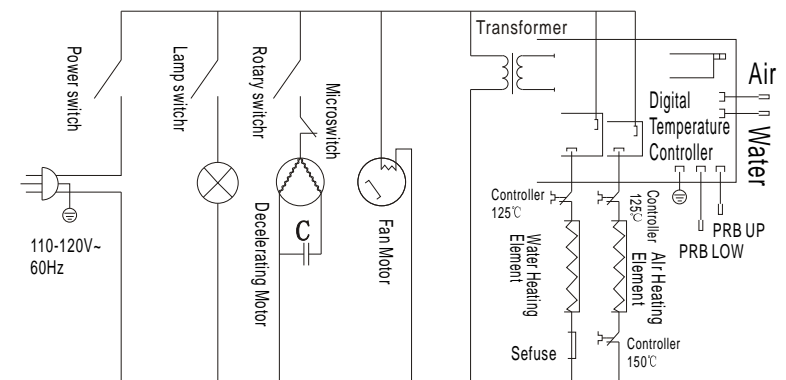 Transformer
Power switch
Lamp switchr
Rotary switchr
Microswitch
Air
Water
Digital
Temperature
Controller
Controller
125℃
Controller
125℃
PRB UP
PRB LOW
110-120V~
60Hz
C
Decelerating Motor
Fan Motor
Water Heating
Element
AIr Heating
Element
Sefuse
Controller
150℃